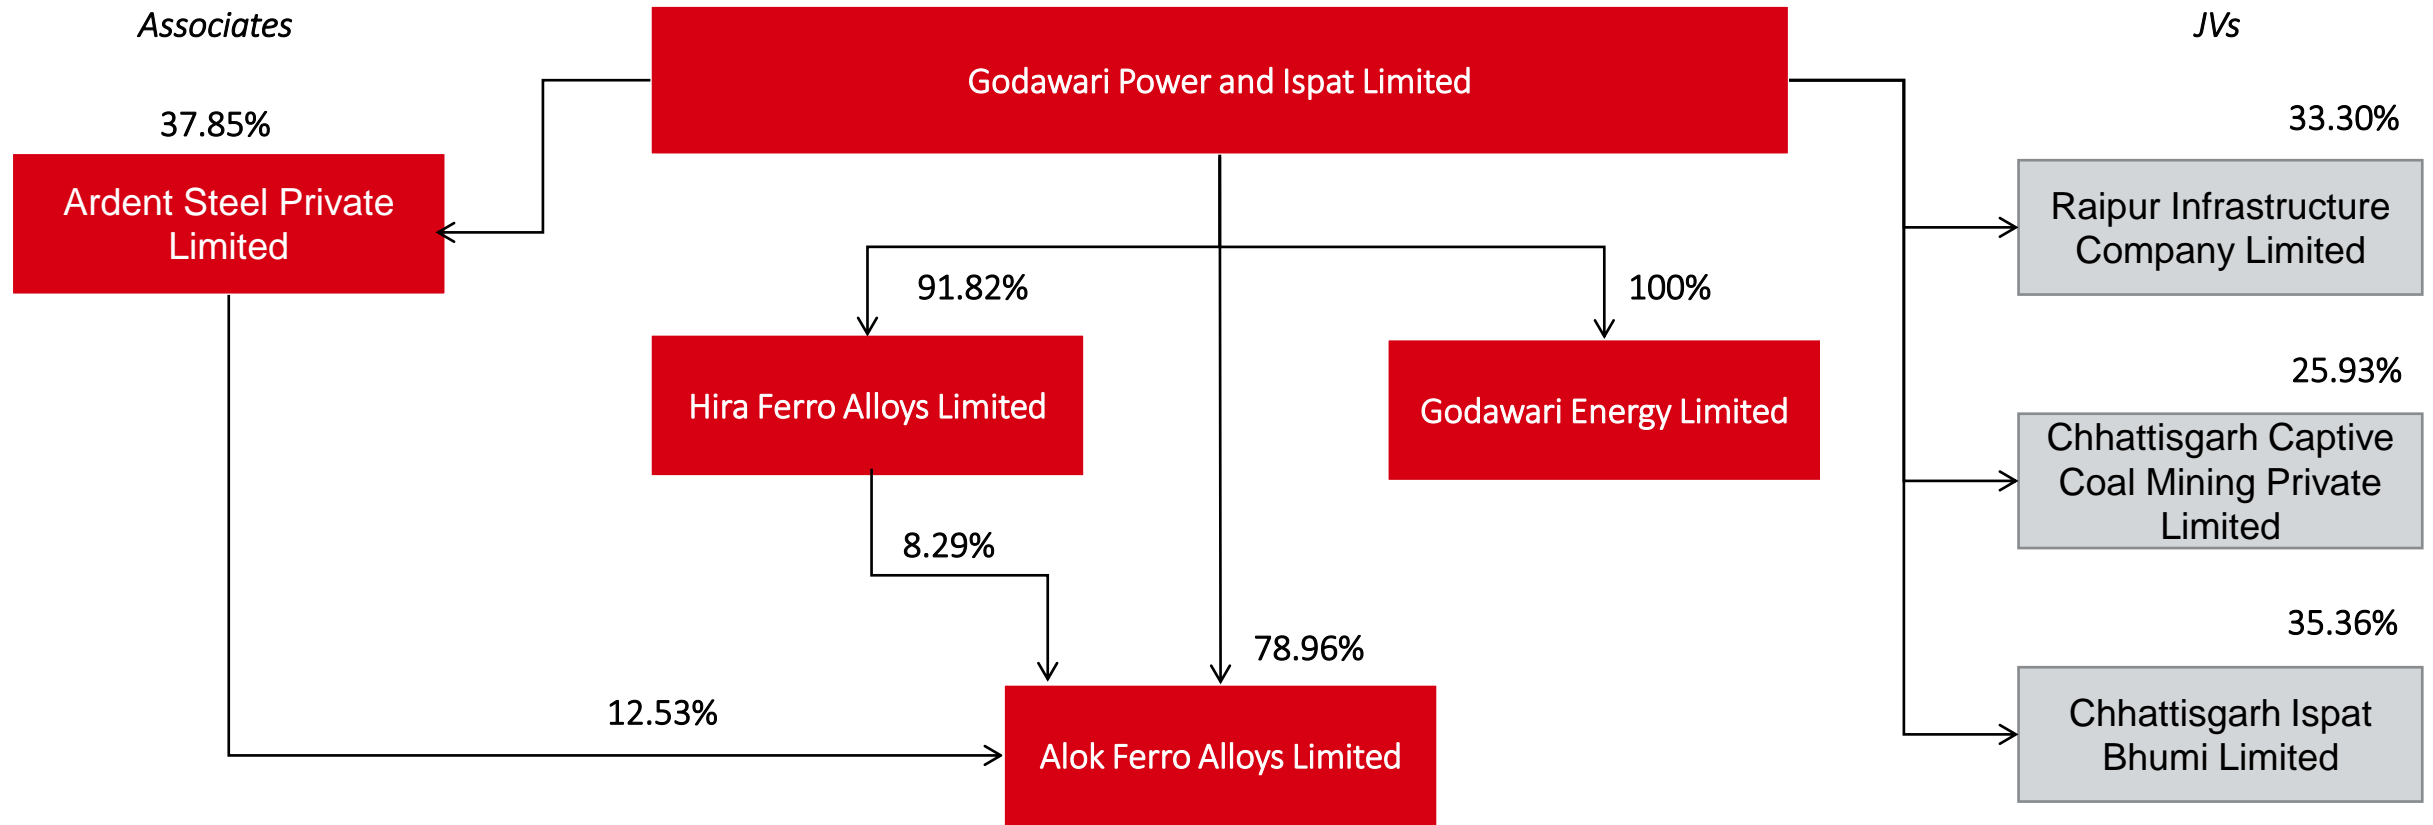 Associates
Godawari Power and Ispat Limited
JVs
37.85%
33.30%
Ardent Steel Private
Limited
Raipur Infrastructure
Company Limited
91.82%
100%
25.93%
Hira Ferro Alloys Limited
Godawari Energy Limited
Chhattisgarh Captive
Coal Mining Private
Limited
8.29%
78.96%
35.36%
12.53%
Alok Ferro Alloys Limited
Chhattisgarh Ispat
Bhumi Limited